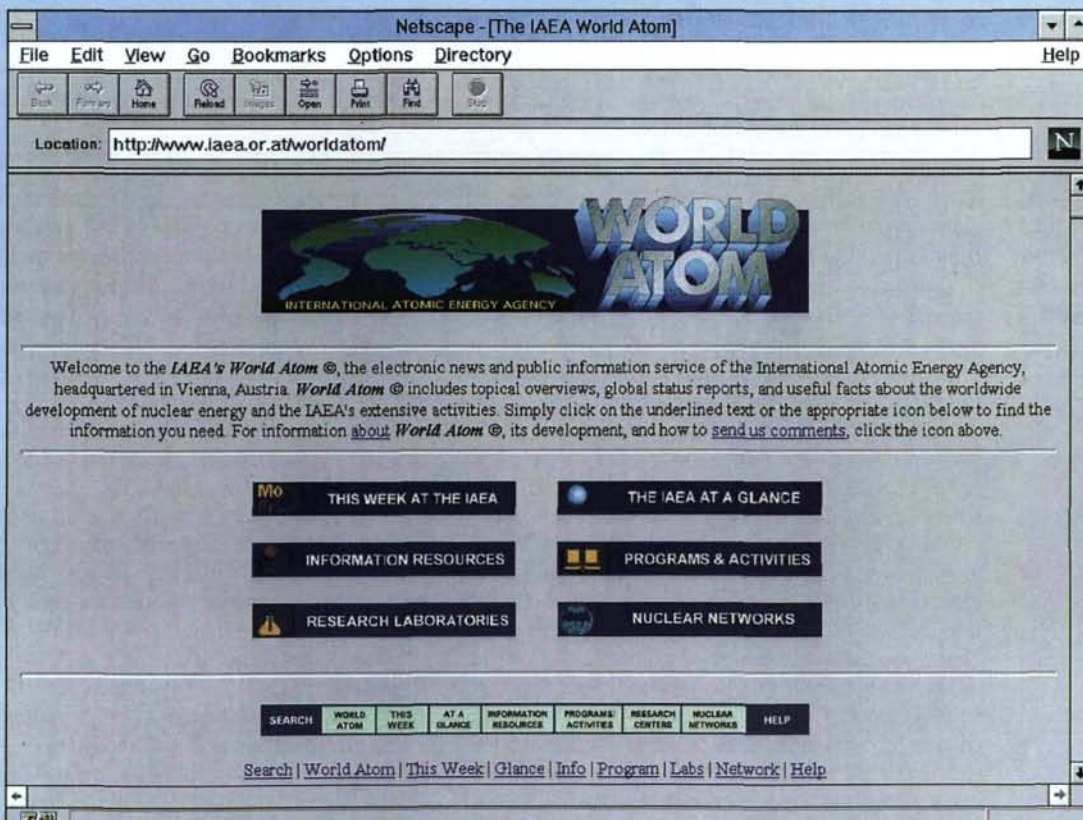 Netscape - [The IAEA World Atom]
File Edit View Go Bookmarks Options Directory Help
Back Forward Home Reload Images Open Print Find Stop
Location: http://www.iaea.or.at/worldatom/
N
WORLD
ATOM
INTERNATIONAL ATOMIC ENERGY AGENCY
Welcome to the IAEA's World Atom ©, the electronic news and public information service of the International Atomic Energy Agency,
headquartered in Vienna, Austria. World Atom © includes topical overviews, global status reports, and useful facts about the worldwide
development of nuclear energy and the IAEA's extensive activities. Simply click on the underlined text or the appropriate icon below to find the
information you need. For information about World Atom ©, its development, and how to send us comments, click the icon above.
Mo
THIS WEEK AT THE IAEA
THE IAEA AT A GLANCE
INFORMATION RESOURCES
PROGRAMS & ACTIVITIES
RESEARCH LABORATORIES
NUCLEAR NETWORKS
SEARCH WORLD ATOM THIS WEEK AT A GLANCE INFORMATION RESOURCES PROGRAMS/ ACTIVITIES RESEARCH CENTERS NUCLEAR NETWORKS HELP
Search | World Atom | This Week | Glance | Info | Program | Labs | Network | Help